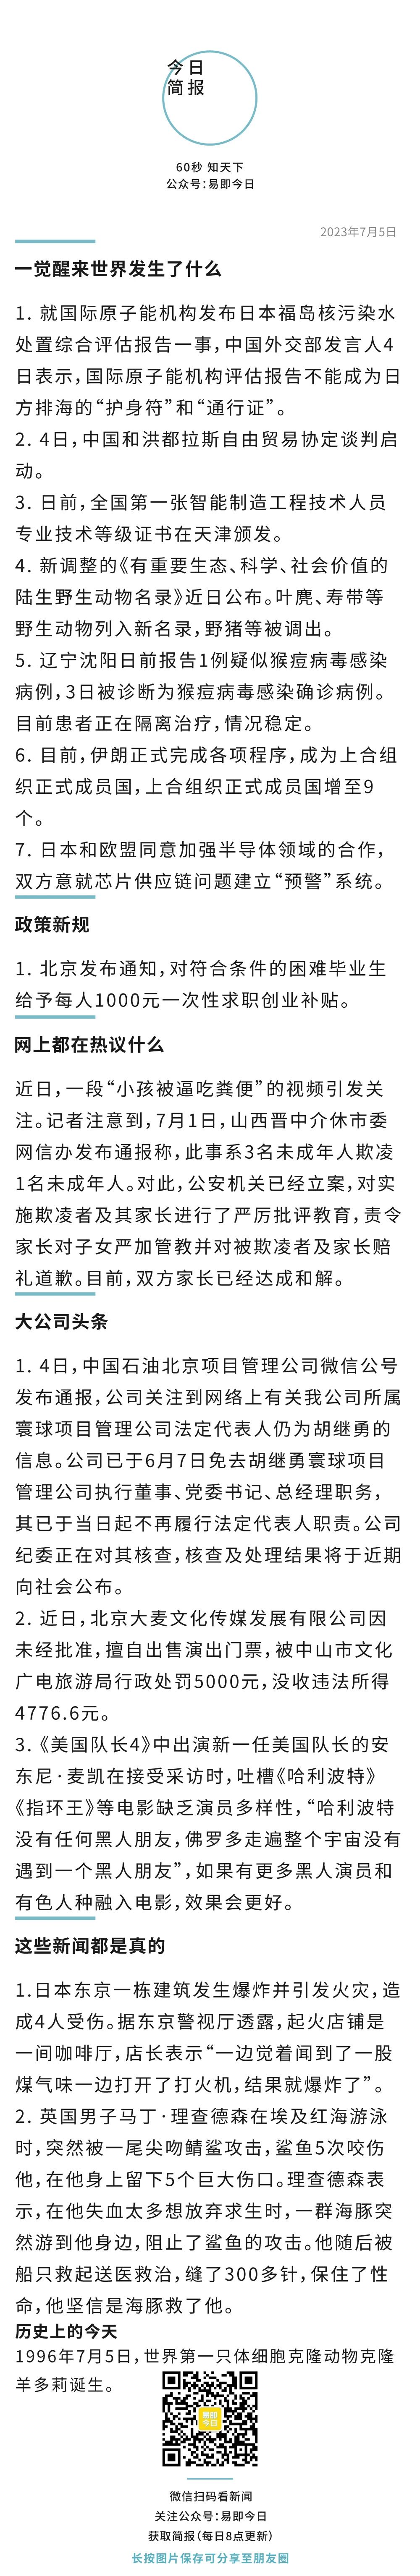 今日
简报
60秒 知天下
公众号:易即今日
2023年7月5日
一觉醒来世界发生了什么
1. 就国际原子能机构发布日本福岛核污染水
处置综合评估报告一事,中国外交部发言人4
日表示,国际原子能机构评估报告不能成为日
方排海的“护身符”和“通行证”。
2. 4日,中国和洪都拉斯自由贸易协定谈判启
动。
3. 日前,全国第一张智能制造工程技术人员
专业技术等级证书在天津颁发。
4. 新调整的《有重要生态、科学、社会价值的
陆生野生动物名录》近日公布。叶麂、寿带等
野生动物列入新名录,野猪等被调出。
5. 辽宁沈阳日前报告1例疑似猴痘病毒感染
病例,3日被诊断为猴痘病毒感染确诊病例。
目前患者正在隔离治疗,情况稳定。
6. 目前,伊朗正式完成各项程序,成为上合组
织正式成员国,上合组织正式成员国增至9
个。
7. 日本和欧盟同意加强半导体领域的合作,
双方意就芯片供应链问题建立“预警”系统。
政策新规
1. 北京发布通知,对符合条件的困难毕业生
给予每人1000元一次性求职创业补贴。
网上都在热议什么
近日,一段“小孩被逼吃粪便”的视频引发关
注。记者注意到,7月1日,山西晋中介休市委
网信办发布通报称,此事系3名未成年人欺凌
1名未成年人。对此,公安机关已经立案,对实
施欺凌者及其家长进行了严厉批评教育,责令
家长对子女严加管教并对被欺凌者及家长赔
礼道歉。目前,双方家长已经达成和解。
大公司头条
1. 4日,中国石油北京项目管理公司微信公号
发布通报,公司关注到网络上有关我公司所属
寰球项目管理公司法定代表人仍为胡继勇的
信息。公司已于6月7日免去胡继勇寰球项目
管理公司执行董事、党委书记、总经理职务,
其已于当日起不再履行法定代表人职责。公司
纪委正在对其核查,核查及处理结果将于近期
向社会公布。
2. 近日,北京大麦文化传媒发展有限公司因
未经批准,擅自出售演出门票,被中山市文化
广电旅游局行政处罚5000元,没收违法所得
4776.6元。
3.《美国队长4》中出演新一任美国队长的安
东尼·麦凯在接受采访时,吐槽《哈利波特》
《指环王》等电影缺乏演员多样性,“哈利波特
没有任何黑人朋友,佛罗多走遍整个宇宙没有
遇到一个黑人朋友”,如果有更多黑人演员和
有色人种融入电影,效果会更好。
这些新闻都是真的
1.日本东京一栋建筑发生爆炸并引发火灾,造
成4人受伤。据东京警视厅透露,起火店铺是
一间咖啡厅,店长表示“一边觉着闻到了一股
煤气味一边打开了打火机,结果就爆炸了”。
2. 英国男子马丁·理查德森在埃及红海游泳
时,突然被一尾尖吻鲭鲨攻击,鲨鱼5次咬伤
他,在他身上留下5个巨大伤口。理查德森表
示,在他失血太多想放弃求生时,一群海豚突
然游到他身边,阻止了鲨鱼的攻击。他随后被
船只救起送医救治,缝了300多针,保住了性
命,他坚信是海豚救了他。
历史上的今天
1996年7月5日,世界第一只体细胞克隆动物克隆
羊多莉诞生。
易即
今日
微信扫码看新闻
关注公众号:易即今日
获取简报(每日8点更新)
长按图片保存可分享至朋友圈